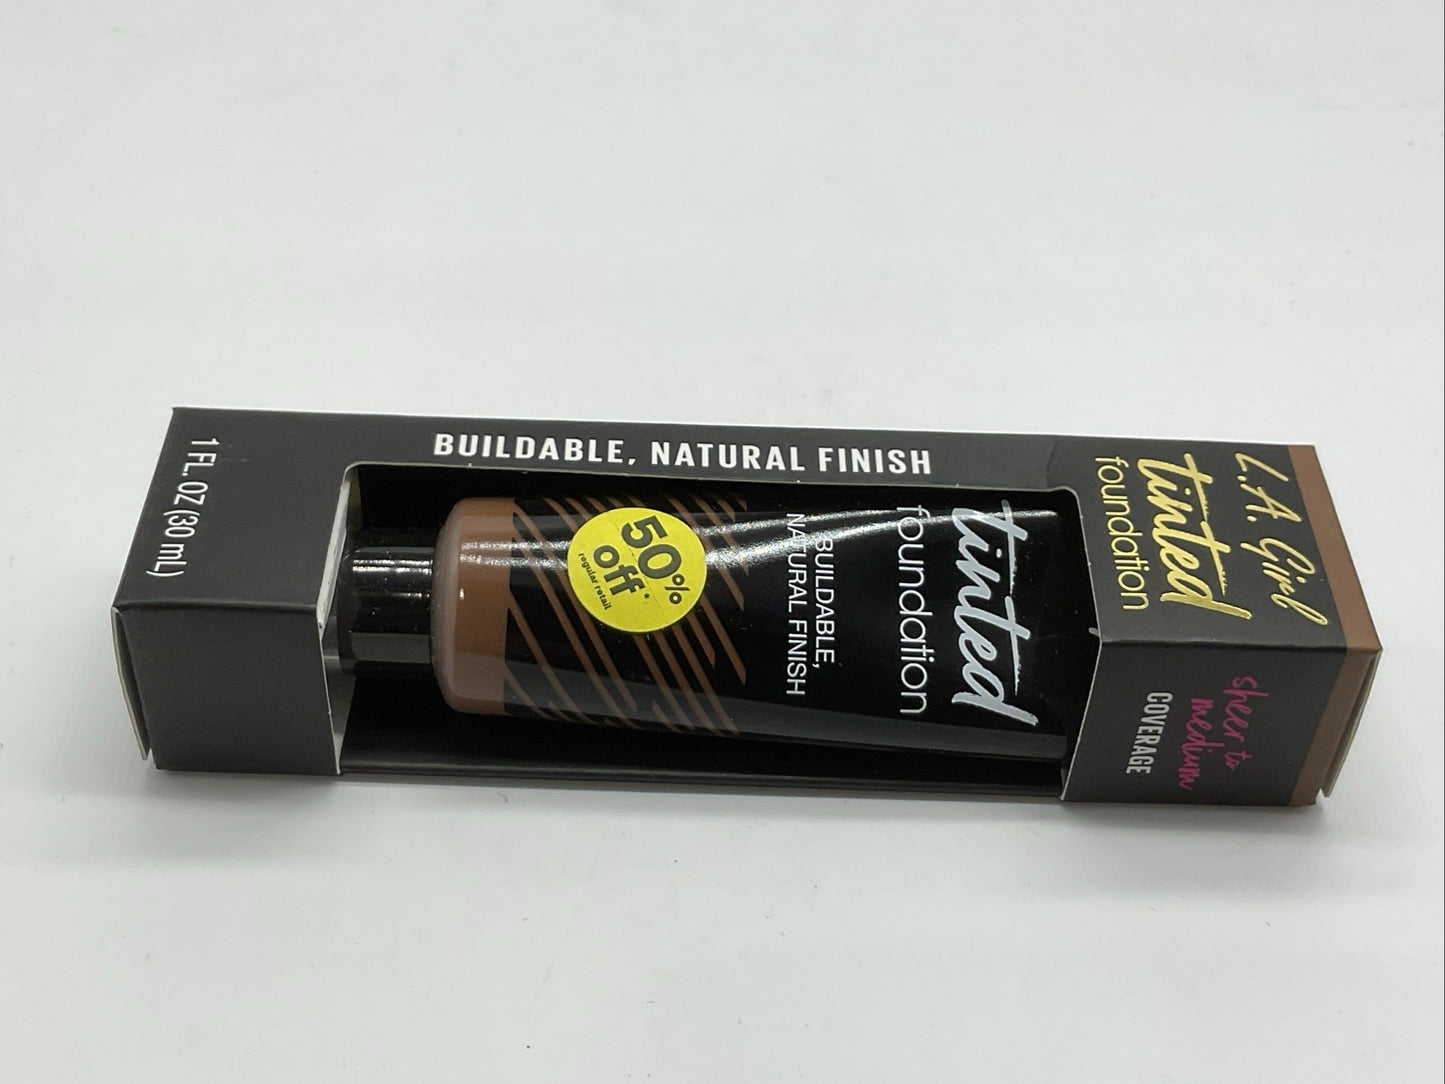 L.A. Girl
tinted
foundation
sheer to
medium
COVERAGE
BUILDABLE, NATURAL FINISH
tinted
foundation
BUILDABLE,
NATURAL FINISH
50%
off*
regular retail
1 FL. OZ (30 mL)